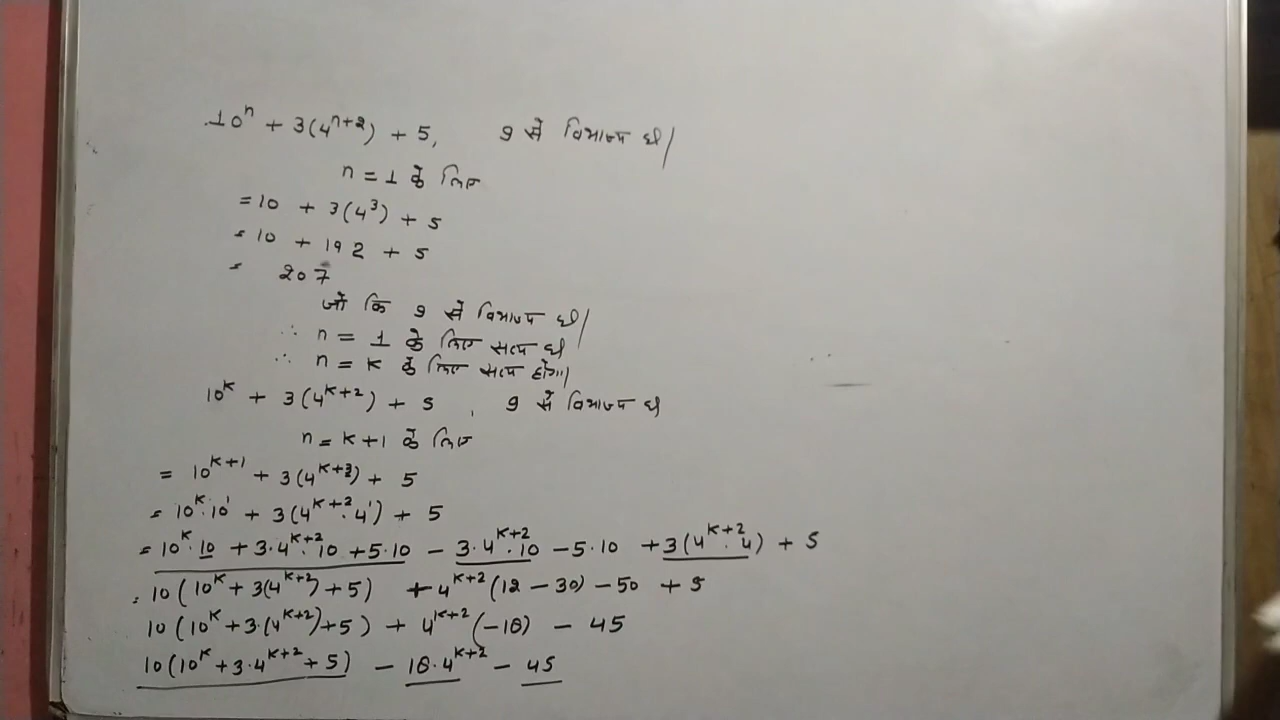 10ⁿ + 3(4ⁿ⁺²) + 5, 9 से विभाज्य है।
n = 1 के लिए
= 10 + 3(4³) + 5
= 10 + 192 + 5
= 207
जो कि 9 से विभाज्य है।
∴ n = 1 के लिए सत्य है
∴ n = K के लिए सत्य होगा।
10ᴷ + 3(4ᴷ⁺²) + 5 , 9 से विभाज्य है
n = K+1 के लिए
= 10ᴷ⁺¹ + 3(4ᴷ⁺³) + 5
= 10ᴷ·10¹ + 3(4ᴷ⁺²·4¹) + 5
= 10ᴷ·10 + 3·4ᴷ⁺²·10 + 5·10 − 3·4ᴷ⁺²·10 − 5·10 + 3(4ᴷ⁺²·4) + 5
= 10(10ᴷ + 3(4ᴷ⁺²) + 5) + 4ᴷ⁺²(12 − 30) − 50 + 5
10(10ᴷ + 3·(4ᴷ⁺²) + 5) + 4ᴷ⁺²(−18) − 45
10(10ᴷ + 3·4ᴷ⁺² + 5) − 18·4ᴷ⁺² − 45